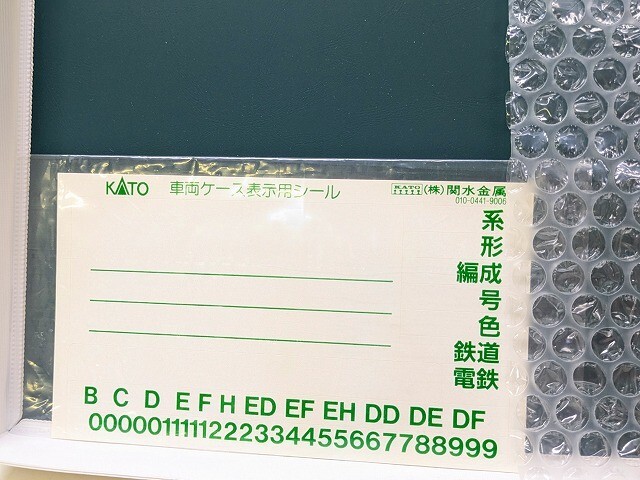 KATO 車両ケース表示用シール KATO (株)関水金属
010-0441-9006
系
形
編成
号
色
鉄道
電鉄
B C D E F H ED EF EH DD DE DF
00000111112223334455667788999